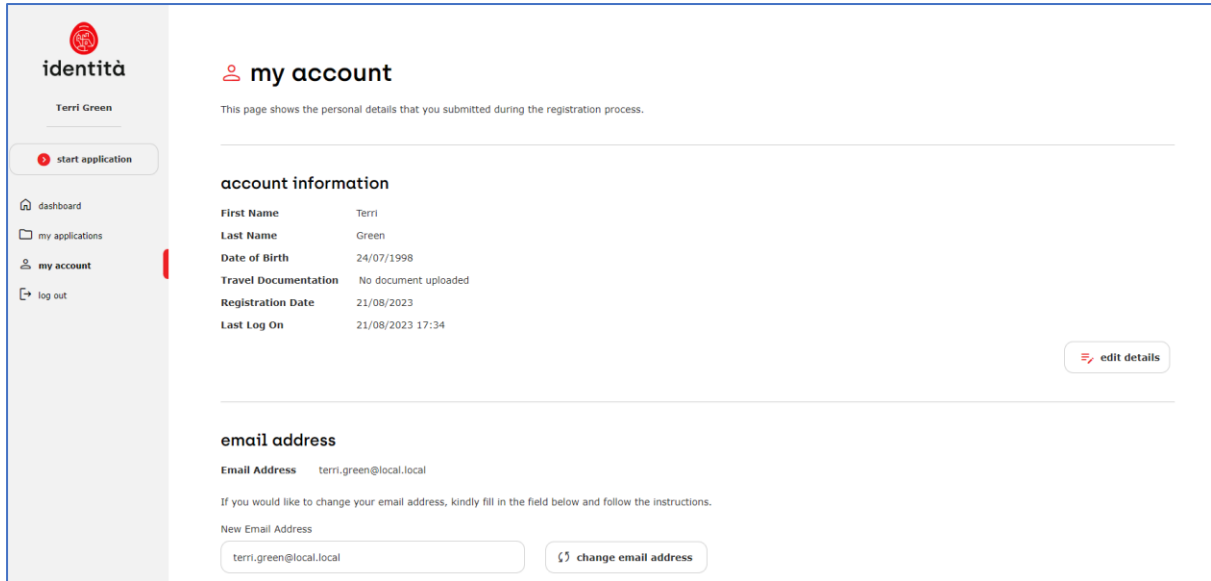 identità
Terri Green
start application
dashboard
my applications
my account
log out
my account
This page shows the personal details that you submitted during the registration process.
account information
First Name Terri
Last Name Green
Date of Birth 24/07/1998
Travel Documentation No document uploaded
Registration Date 21/08/2023
Last Log On 21/08/2023 17:34
edit details
email address
Email Address terri.green@local.local
If you would like to change your email address, kindly fill in the field below and follow the instructions.
New Email Address
terri.green@local.local change email address